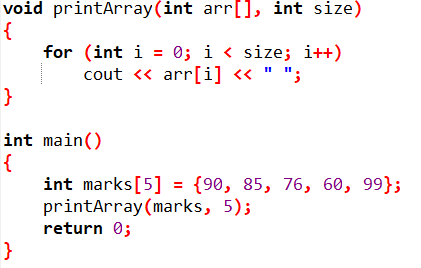 void printArray(int arr[], int size)
{
    for (int i = 0; i < size; i++)
        cout << arr[i] << " ";
}

int main()
{
    int marks[5] = {90, 85, 76, 60, 99};
    printArray(marks, 5);
    return 0;
}